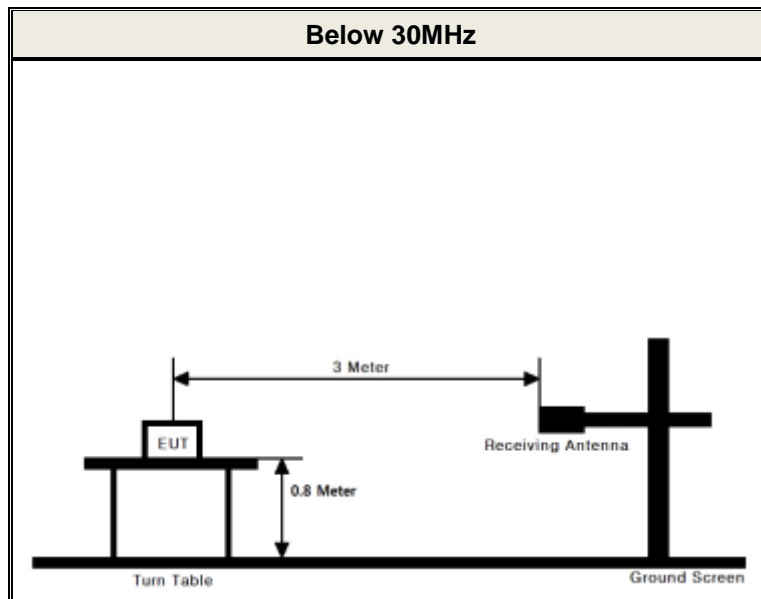 Below 30MHz
3 Meter
EUT
Receiving Antenna
0.8 Meter
Turn Table
Ground Screen